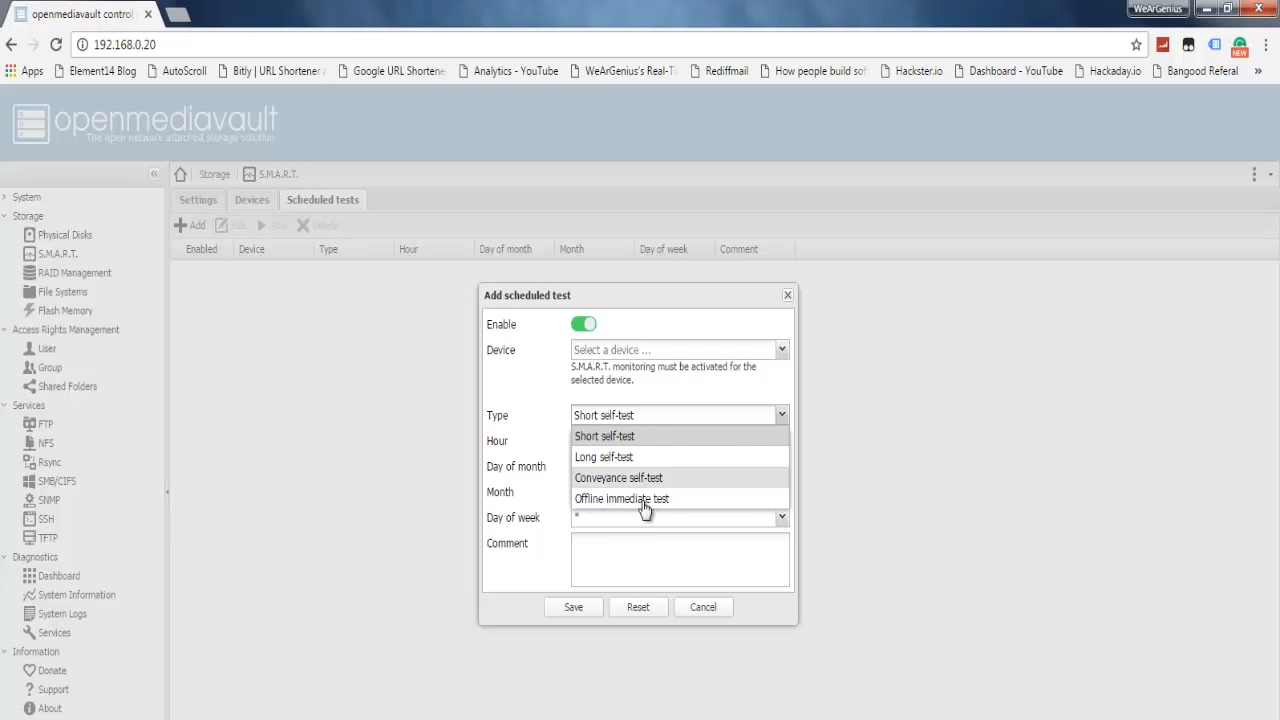 openmediavault control
WeArGenius
192.168.0.20
NEW
Apps
Element14 Blog
AutoScroll
Bitly | URL Shortener
Google URL Shortene
Analytics - YouTube
WeArGenius's Real-Ti
Rediffmail
How people build sof
Hackster.io
Dashboard - YouTube
Hackaday.io
Bangood Referal
»
openmediavault
The open network attached storage solution
System
Storage
Physical Disks
S.M.A.R.T.
RAID Management
File Systems
Flash Memory
Access Rights Management
User
Group
Shared Folders
Services
FTP
NFS
Rsync
SMB/CIFS
SNMP
SSH
TFTP
Diagnostics
Dashboard
System Information
System Logs
Services
Information
Donate
Support
About
Storage
S.M.A.R.T.
Settings
Devices
Scheduled tests
Add
Edit
Run
Delete
Enabled
Device
Type
Hour
Day of month
Month
Day of week
Comment
Add scheduled test
Enable
Device
Select a device ...
S.M.A.R.T. monitoring must be activated for the
selected device.
Type
Short self-test
Short self-test
Long self-test
Conveyance self-test
Offline immediate test
Hour
Day of month
Month
Day of week
*
Comment
Save
Reset
Cancel